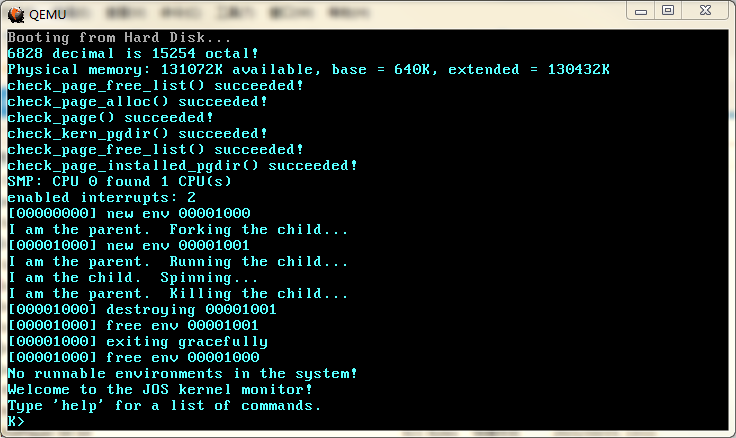 QEMU
Booting from Hard Disk...
6828 decimal is 15254 octal!
Physical memory: 131072K available, base = 640K, extended = 130432K
check_page_free_list() succeeded!
check_page_alloc() succeeded!
check_page() succeeded!
check_kern_pgdir() succeeded!
check_page_free_list() succeeded!
check_page_installed_pgdir() succeeded!
SMP: CPU 0 found 1 CPU(s)
enabled interrupts: 2
[00000000] new env 00001000
I am the parent.  Forking the child...
[00001000] new env 00001001
I am the parent.  Running the child...
I am the child.  Spinning...
I am the parent.  Killing the child...
[00001000] destroying 00001001
[00001000] free env 00001001
[00001000] exiting gracefully
[00001000] free env 00001000
No runnable environments in the system!
Welcome to the JOS kernel monitor!
Type 'help' for a list of commands.
K>